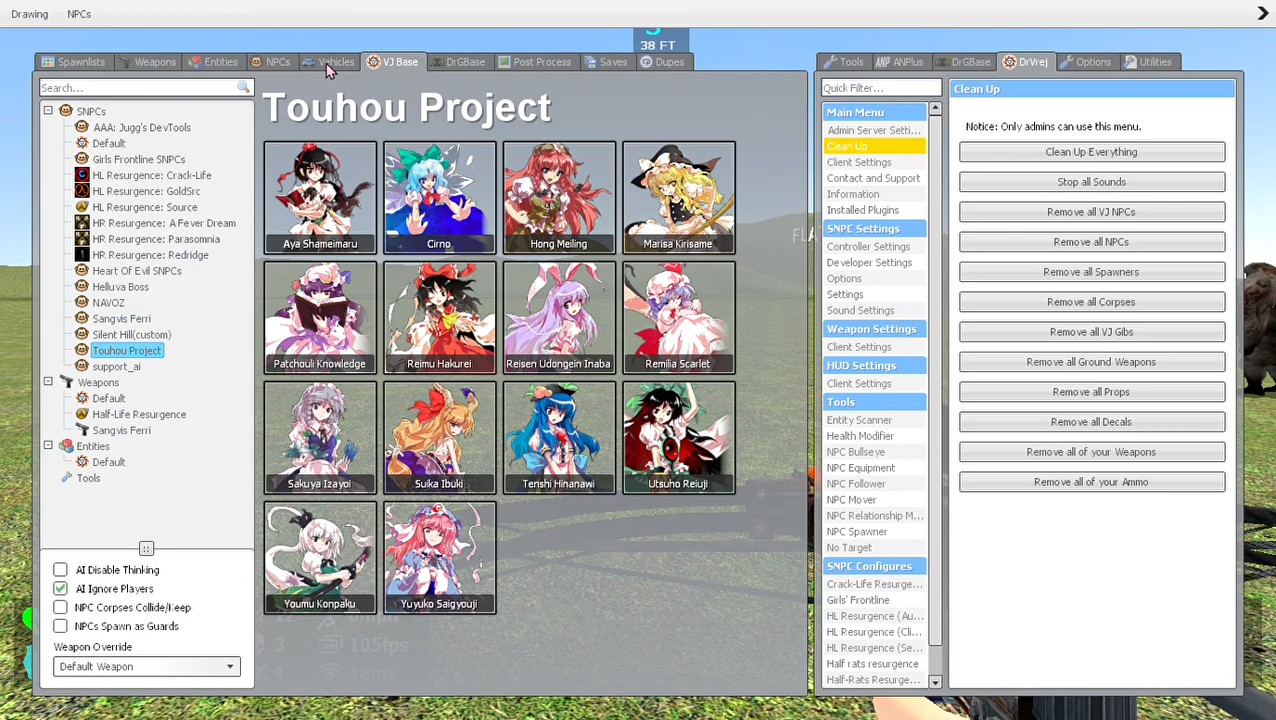 Drawing NPCs
38 FT
Spawnlists Weapons Entities NPCs Vehicles VJ Base DrGBase Post Process Saves Dupes
Search...
SNPCs
AAA: Jugg's DevTools
Default
Girls Frontline SNPCs
HL Resurgence: Crack-Life
HL Resurgence: GoldSrc
HL Resurgence: Source
HR Resurgence: A Fever Dream
HR Resurgence: Parasomnia
HR Resurgence: Redridge
Heart Of Evil SNPCs
Helluva Boss
NAVOZ
Sangvis Ferri
Silent Hill(custom)
Touhou Project
support_ai
Weapons
Default
Half-Life Resurgence
Sangvis Ferri
Entities
Default
Tools
AI Disable Thinking
AI Ignore Players
NPC Corpses Collide/Keep
NPCs Spawn as Guards
Weapon Override
Default Weapon
Touhou Project
Aya Shameimaru
Cirno
Hong Meiling
Marisa Kirisame
Patchouli Knowledge
Reimu Hakurei
Reisen Udongein Inaba
Remilia Scarlet
Sakuya Izayoi
Suika Ibuki
Tenshi Hinanawi
Utsuho Reiuji
Youmu Konpaku
Yuyuko Saigyouji
12 0mph
3 105fps
4 18ms
FLA
Tools ANPlus DrGBase DrVrej Options Utilities
Quick Filter...
Main Menu
Admin Server Setti...
Clean Up
Client Settings
Contact and Support
Information
Installed Plugins
SNPC Settings
Controller Settings
Developer Settings
Options
Settings
Sound Settings
Weapon Settings
Client Settings
HUD Settings
Client Settings
Tools
Entity Scanner
Health Modifier
NPC Bullseye
NPC Equipment
NPC Follower
NPC Mover
NPC Relationship M...
NPC Spawner
No Target
SNPC Configures
Crack-Life Resurge...
Girls' Frontline
HL Resurgence (Au...
HL Resurgence (Cli...
HL Resurgence (Se...
Half rats resurgence
Half-Rats Resurge...
Clean Up
Notice: Only admins can use this menu.
Clean Up Everything
Stop all Sounds
Remove all VJ NPCs
Remove all NPCs
Remove all Spawners
Remove all Corpses
Remove all VJ Gibs
Remove all Ground Weapons
Remove all Props
Remove all Decals
Remove all of your Weapons
Remove all of your Ammo